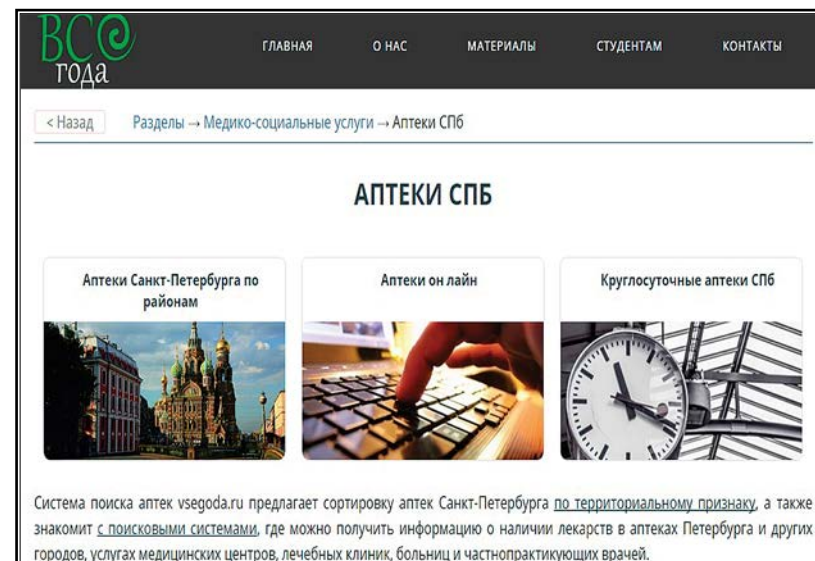 ВСО года
ГЛАВНАЯ О НАС МАТЕРИАЛЫ СТУДЕНТАМ КОНТАКТЫ
< Назад Разделы → Медико-социальные услуги → Аптеки СПб
АПТЕКИ СПБ
Аптеки Санкт-Петербурга по
районам
Аптеки он лайн
Круглосуточные аптеки СПб
Система поиска аптек vsegoda.ru предлагает сортировку аптек Санкт-Петербурга по территориальному признаку, а также
знакомит с поисковыми системами, где можно получить информацию о наличии лекарств в аптеках Петербурга и других
городов, услугах медицинских центров, лечебных клиник, больниц и частнопрактикующих врачей.